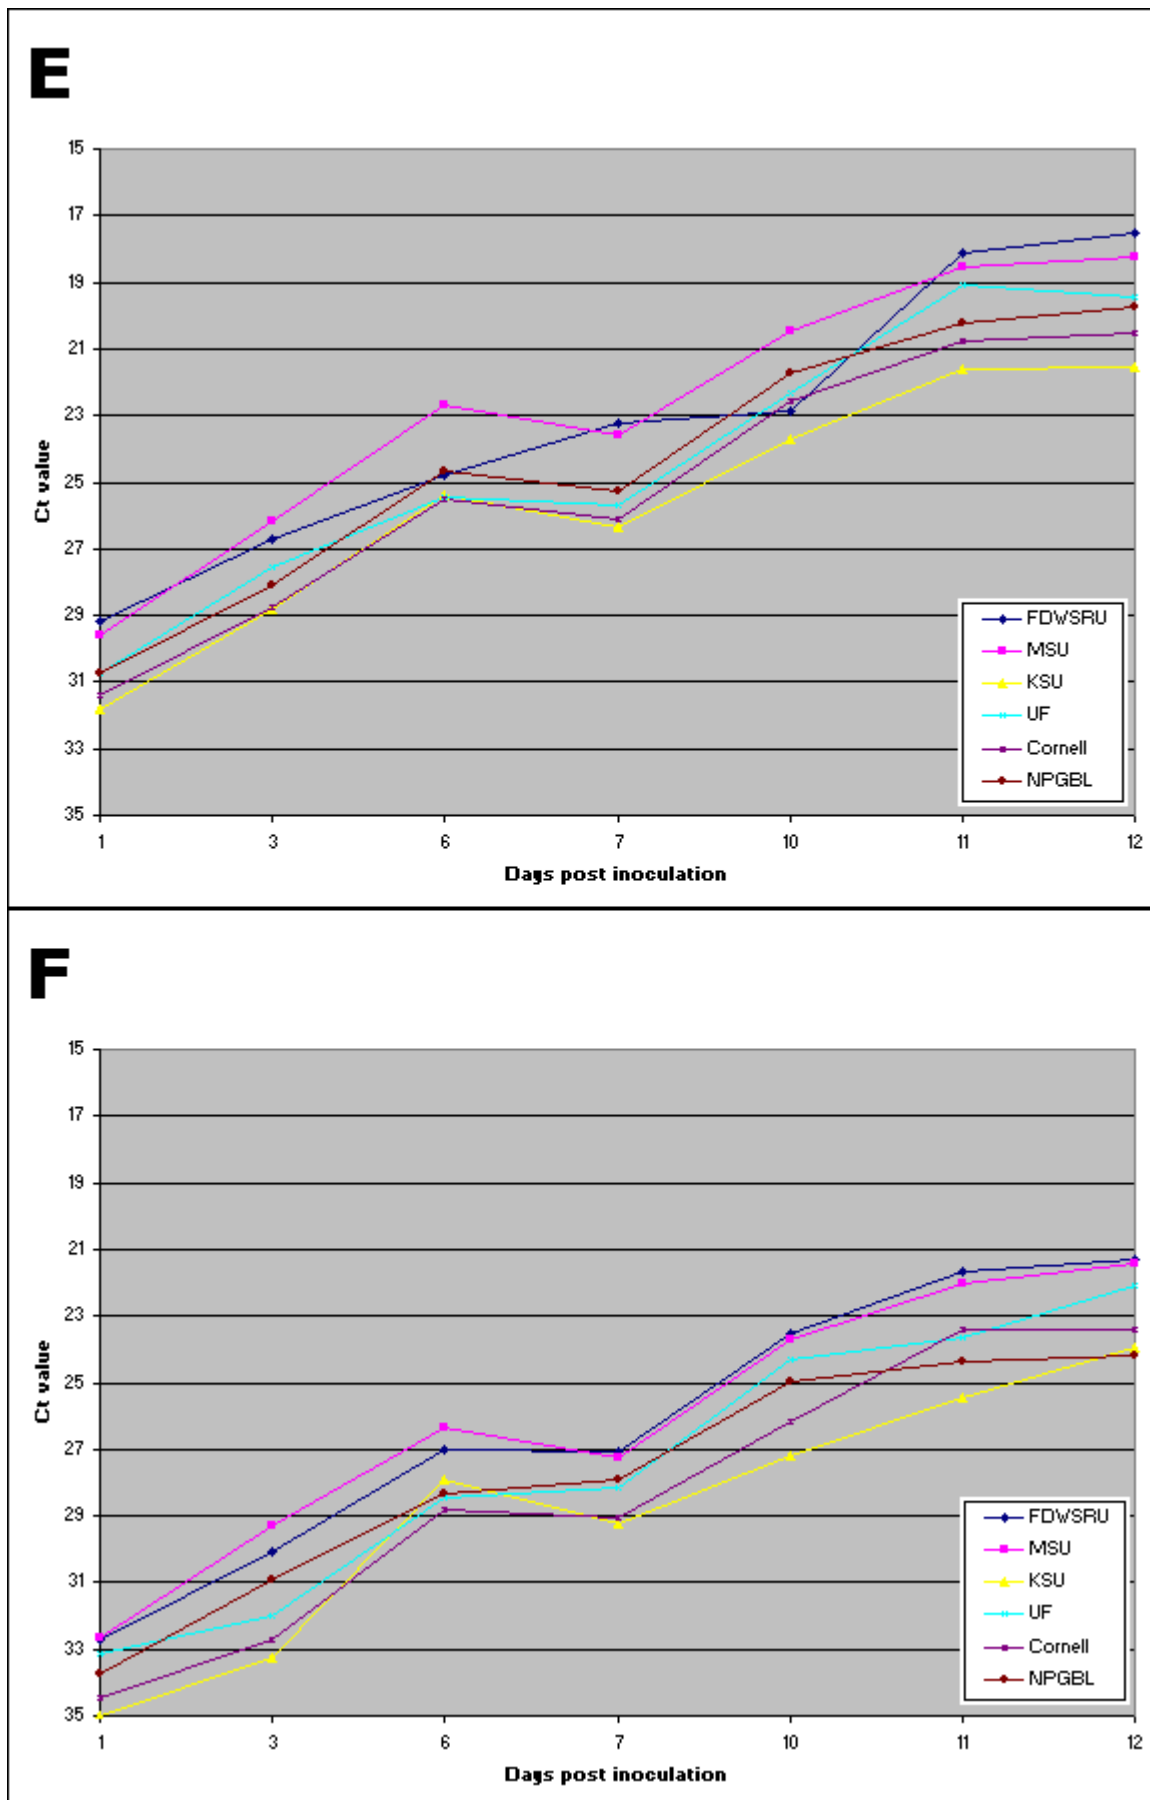 E
15
17
19
21
23
25
27
29
31
33
35
Ct value
1 3 6 7 10 11 12
Days post inoculation
FDWSRU
MSU
KSU
UF
Cornell
NPGBL
F
15
17
19
21
23
25
27
29
31
33
35
Ct value
1 3 6 7 10 11 12
Days post inoculation
FDWSRU
MSU
KSU
UF
Cornell
NPGBL